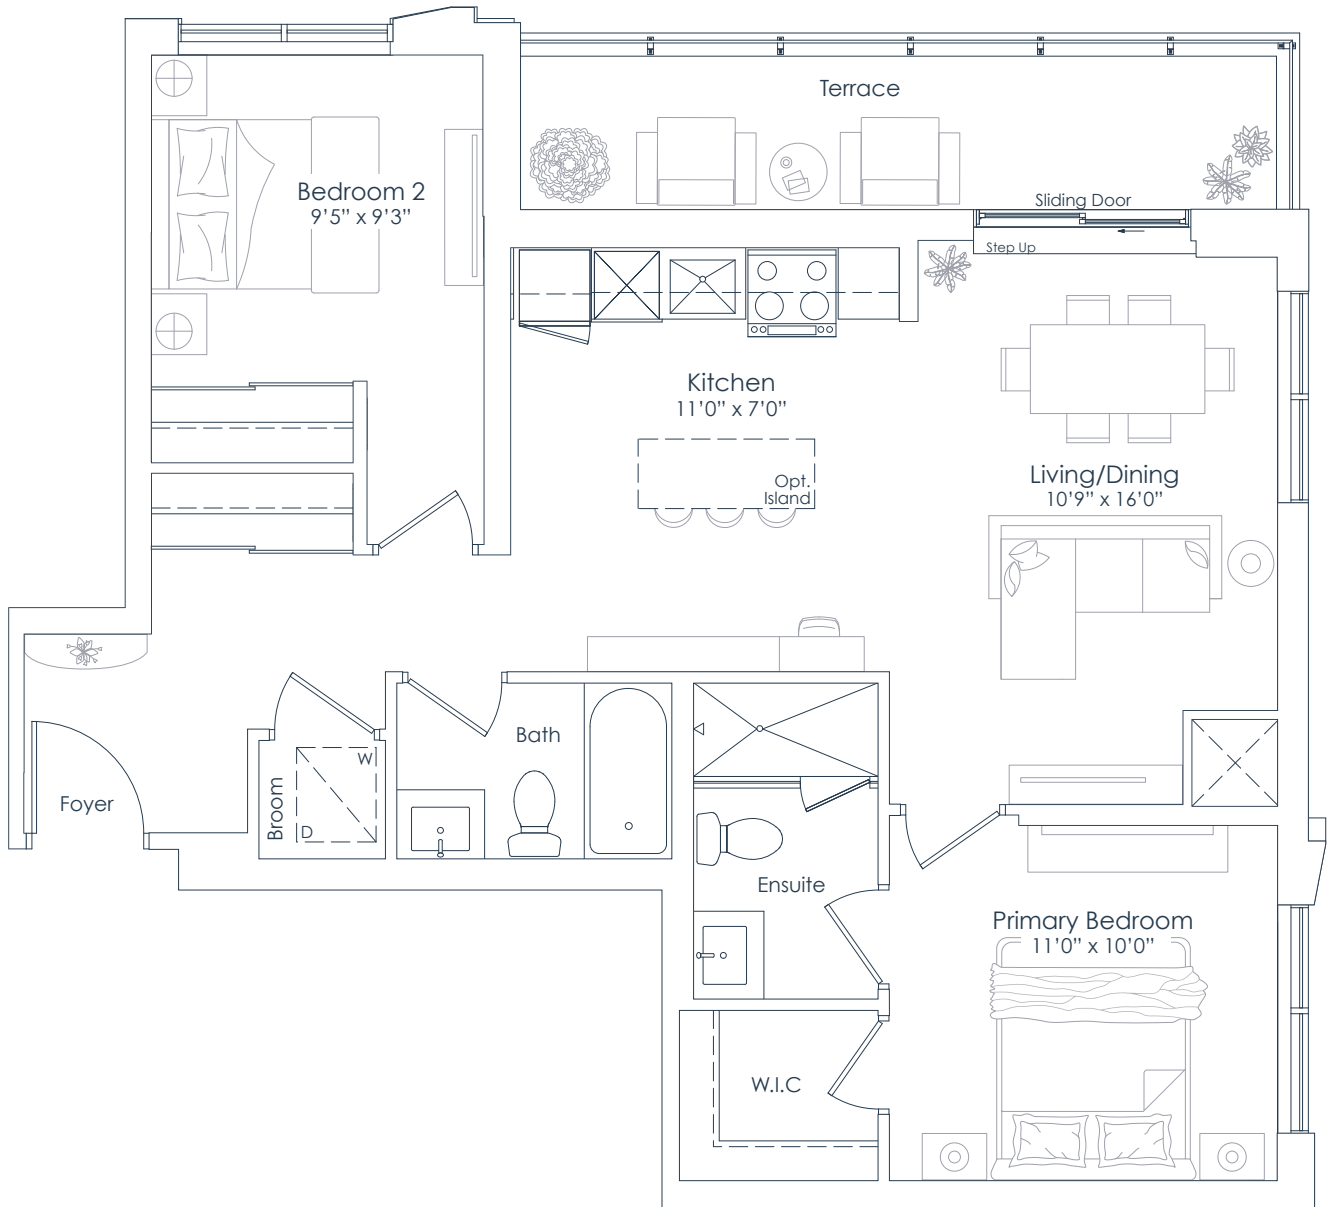 Terrace
Bedroom 2
9’5” x 9’3”
Sliding Door
Step Up
Kitchen
11’0” x 7’0”
Living/Dining
10’9” x 16’0”
Opt.
Island
Bath
W
Broom
D
Foyer
Ensuite
Primary Bedroom
11’0” x 10’0”
W.I.C